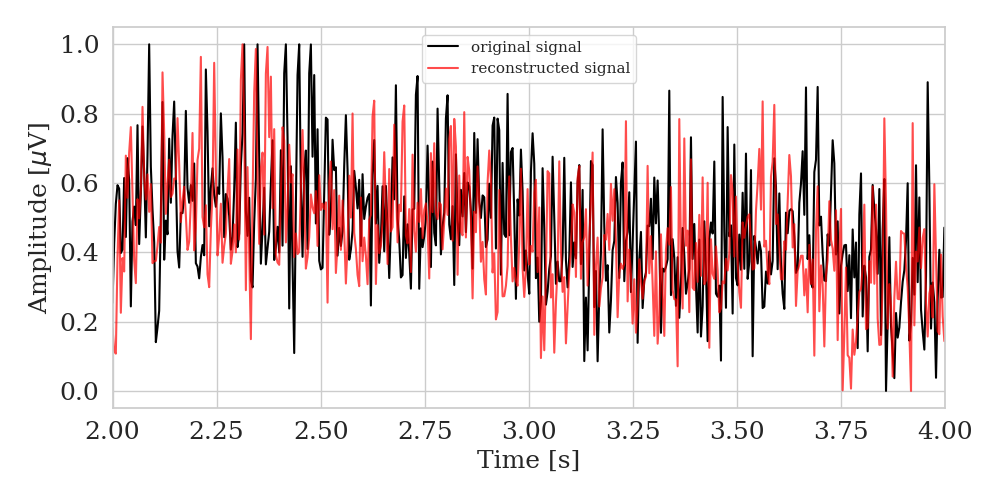 original signal
reconstructed signal
Amplitude [μV]
1.0
0.8
0.6
0.4
0.2
0.0
2.00 2.25 2.50 2.75 3.00 3.25 3.50 3.75 4.00
Time [s]